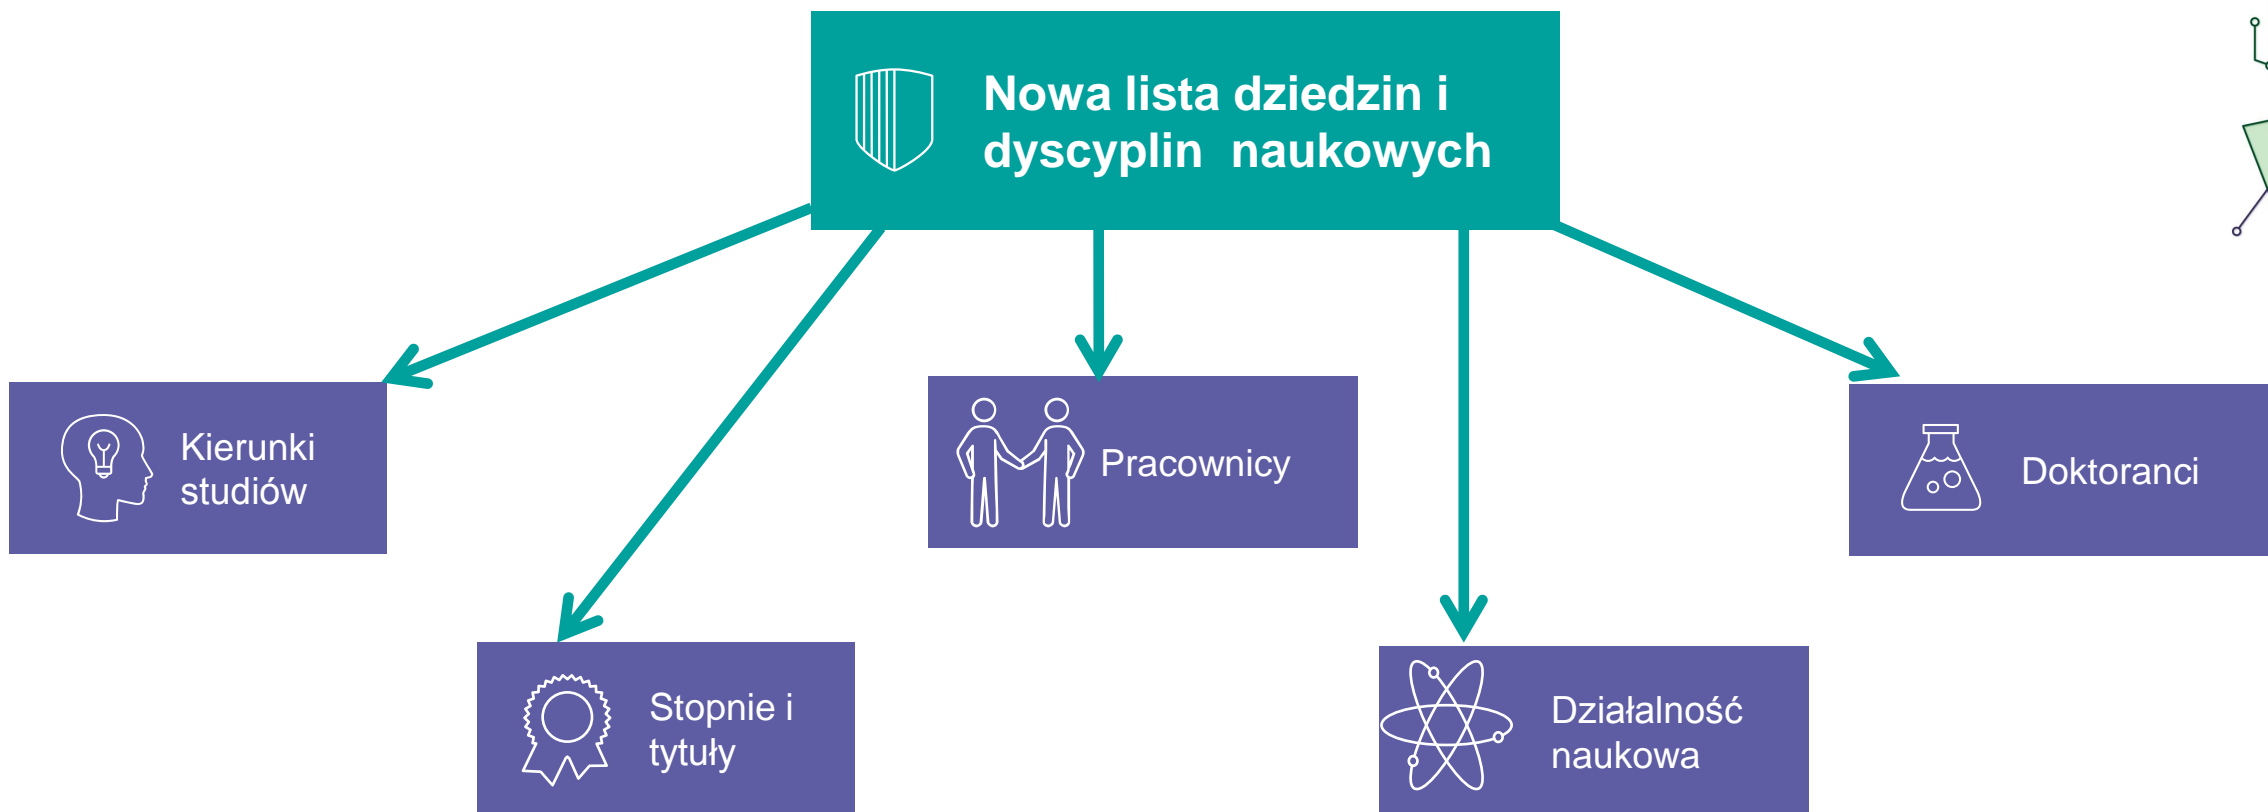 Nowa lista dziedzin i
dyscyplin  naukowych
Kierunki
studiów
Pracownicy
Doktoranci
Stopnie i
tytuły
Działalność
naukowa